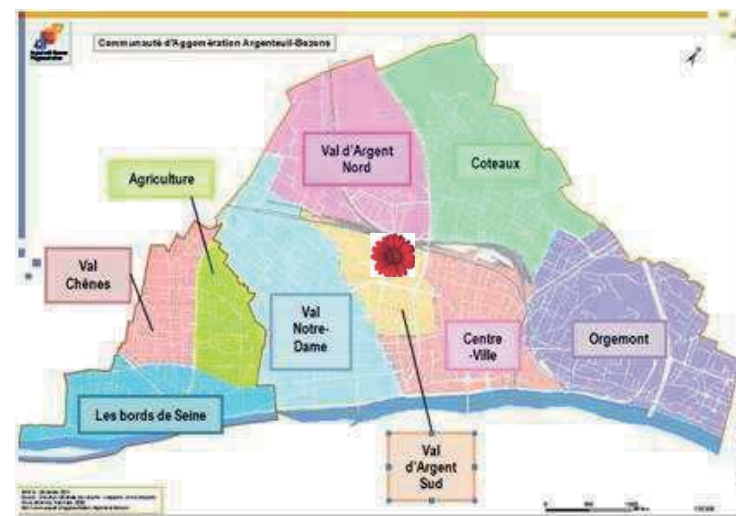 Communauté d'Agglomération Argenteuil-Bezons
Val d'Argent
Nord
Coteaux
Agriculture
Val
Chênes
Val
Notre-
Dame
Centre
-Ville
Orgemont
Les bords de Seine
Val
d'Argent
Sud